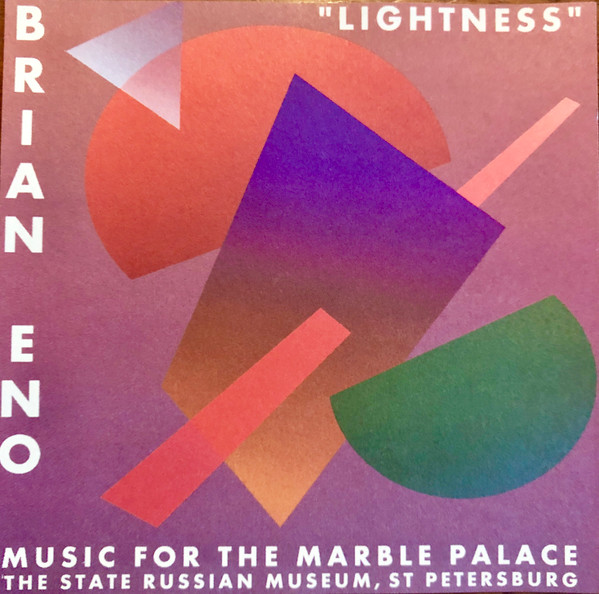 BRIAN ENO
"LIGHTNESS"
MUSIC FOR THE MARBLE PALACE
THE STATE RUSSIAN MUSEUM, ST PETERSBURG